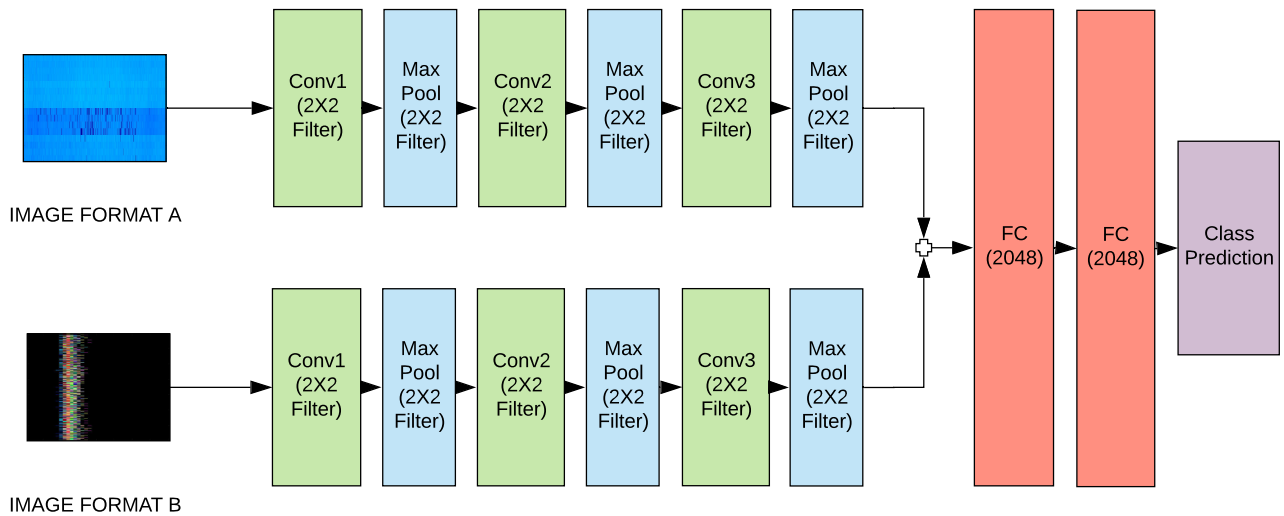 Conv1
(2X2
Filter)
Max
Pool
(2X2
Filter)
Conv2
(2X2
Filter)
Max
Pool
(2X2
Filter)
Conv3
(2X2
Filter)
Max
Pool
(2X2
Filter)
IMAGE FORMAT A
FC
(2048)
FC
(2048)
Class
Prediction
Conv1
(2X2
Filter)
Max
Pool
(2X2
Filter)
Conv2
(2X2
Filter)
Max
Pool
(2X2
Filter)
Conv3
(2X2
Filter)
Max
Pool
(2X2
Filter)
IMAGE FORMAT B